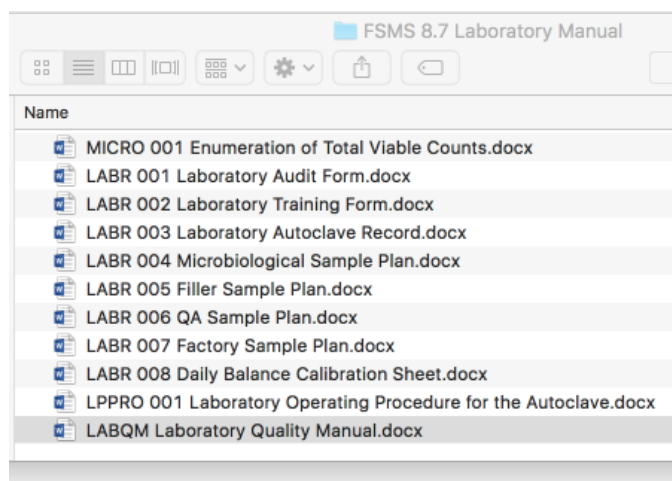 FSMS 8.7 Laboratory Manual
Name
MICRO 001 Enumeration of Total Viable Counts.docx
LABR 001 Laboratory Audit Form.docx
LABR 002 Laboratory Training Form.docx
LABR 003 Laboratory Autoclave Record.docx
LABR 004 Microbiological Sample Plan.docx
LABR 005 Filler Sample Plan.docx
LABR 006 QA Sample Plan.docx
LABR 007 Factory Sample Plan.docx
LABR 008 Daily Balance Calibration Sheet.docx
LPPRO 001 Laboratory Operating Procedure for the Autoclave.docx
LABQM Laboratory Quality Manual.docx